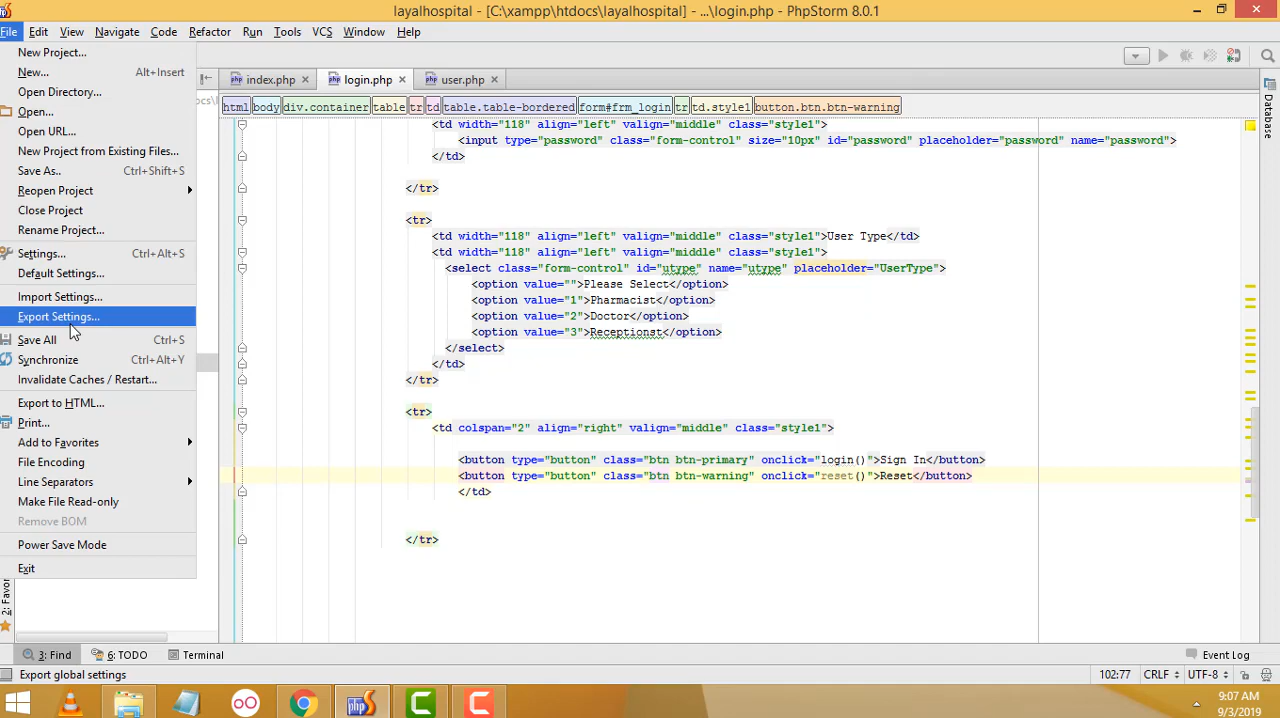 layalhospital - [C:\xampp\htdocs\layalhospital] - ...\login.php - PhpStorm 8.0.1
File Edit View Navigate Code Refactor Run Tools VCS Window Help
New Project...
New... Alt+Insert
Open Directory...
Open...
Open URL...
New Project from Existing Files...
Save As.. Ctrl+Shift+S
Reopen Project
Close Project
Rename Project...
Settings... Ctrl+Alt+S
Default Settings...
Import Settings...
Export Settings...
Save All Ctrl+S
Synchronize Ctrl+Alt+Y
Invalidate Caches / Restart...
Export to HTML...
Print...
Add to Favorites
File Encoding
Line Separators
Make File Read-only
Remove BOM
Power Save Mode
Exit
index.php login.php user.php
html body div.container table tr td table.table-bordered form#frm_login tr td.style1 button.btn.btn-warning
<td width="118" align="left" valign="middle" class="style1">
<input type="password" class="form-control" size="10px" id="password" placeholder="password" name="password">
</td>
</tr>
<tr>
<td width="118" align="left" valign="middle" class="style1">User Type</td>
<td width="118" align="left" valign="middle" class="style1">
<select class="form-control" id="utype" name="utype" placeholder="UserType">
<option value="">Please Select</option>
<option value="1">Pharmacist</option>
<option value="2">Doctor</option>
<option value="3">Receptionst</option>
</select>
</td>
</tr>
<tr>
<td colspan="2" align="right" valign="middle" class="style1">
<button type="button" class="btn btn-primary" onclick="login()">Sign In</button>
<button type="button" class="btn btn-warning" onclick="reset()">Reset</button>
</td>
</tr>
Database
2: Favor
3: Find 6: TODO Terminal Event Log
Export global settings 102:77 CRLF UTF-8
9:07 AM
9/3/2019